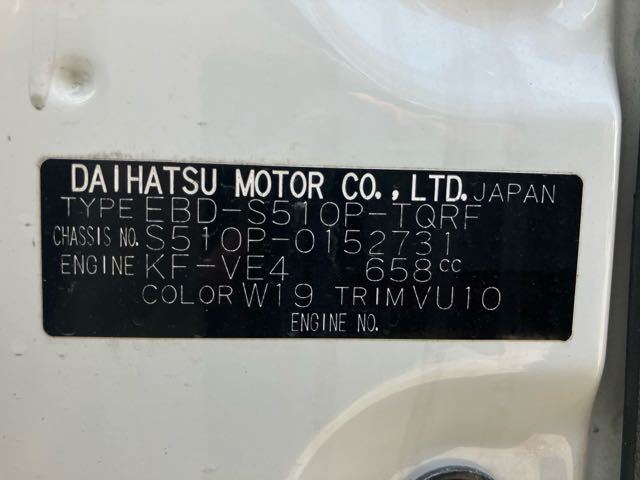 DAIHATSU MOTOR CO., LTD. JAPAN
TYPE EBD-S510P-TQRF
CHASSIS NO. S510P-0152731
ENGINE KF-VE4 658cc
COLOR W19 TRIM VU10
ENGINE NO.